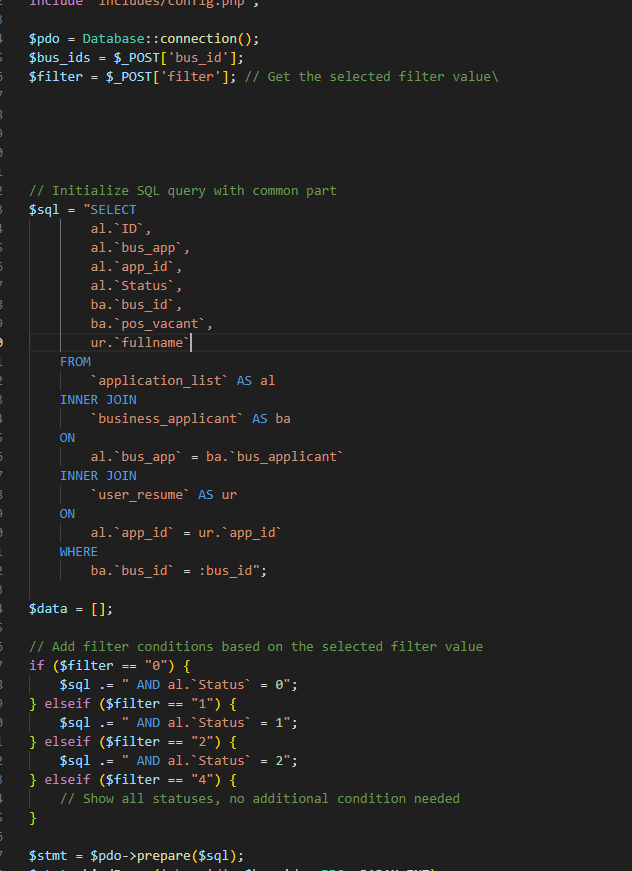 include 'includes/config.php';
$pdo = Database::connection();
$bus_ids = $_POST['bus_id'];
$filter = $_POST['filter']; // Get the selected filter value\
// Initialize SQL query with common part
$sql = "SELECT
al.`ID`,
al.`bus_app`,
al.`app_id`,
al.`Status`,
ba.`bus_id`,
ba.`pos_vacant`,
ur.`fullname`
FROM
`application_list` AS al
INNER JOIN
`business_applicant` AS ba
ON
al.`bus_app` = ba.`bus_applicant`
INNER JOIN
`user_resume` AS ur
ON
al.`app_id` = ur.`app_id`
WHERE
ba.`bus_id` = :bus_id";
$data = [];
// Add filter conditions based on the selected filter value
if ($filter == "0") {
$sql .= " AND al.`Status` = 0";
} elseif ($filter == "1") {
$sql .= " AND al.`Status` = 1";
} elseif ($filter == "2") {
$sql .= " AND al.`Status` = 2";
} elseif ($filter == "4") {
// Show all statuses, no additional condition needed
}
$stmt = $pdo->prepare($sql);